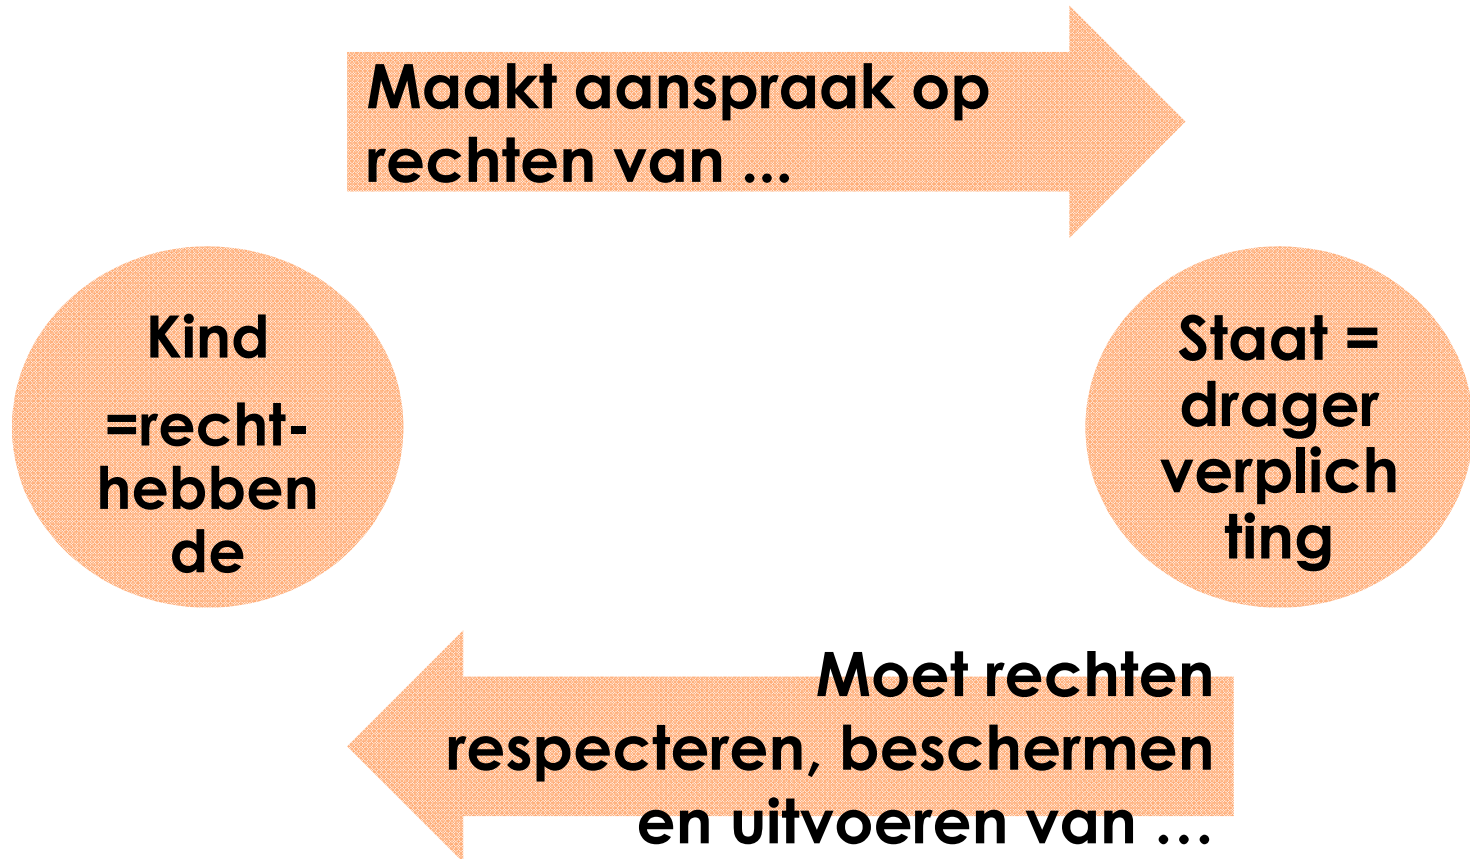 Maakt aanspraak op
rechten van ...
Kind
=recht-
hebben
de
Staat =
drager
verplich
ting
Moet rechten
respecteren, beschermen
en uitvoeren van …